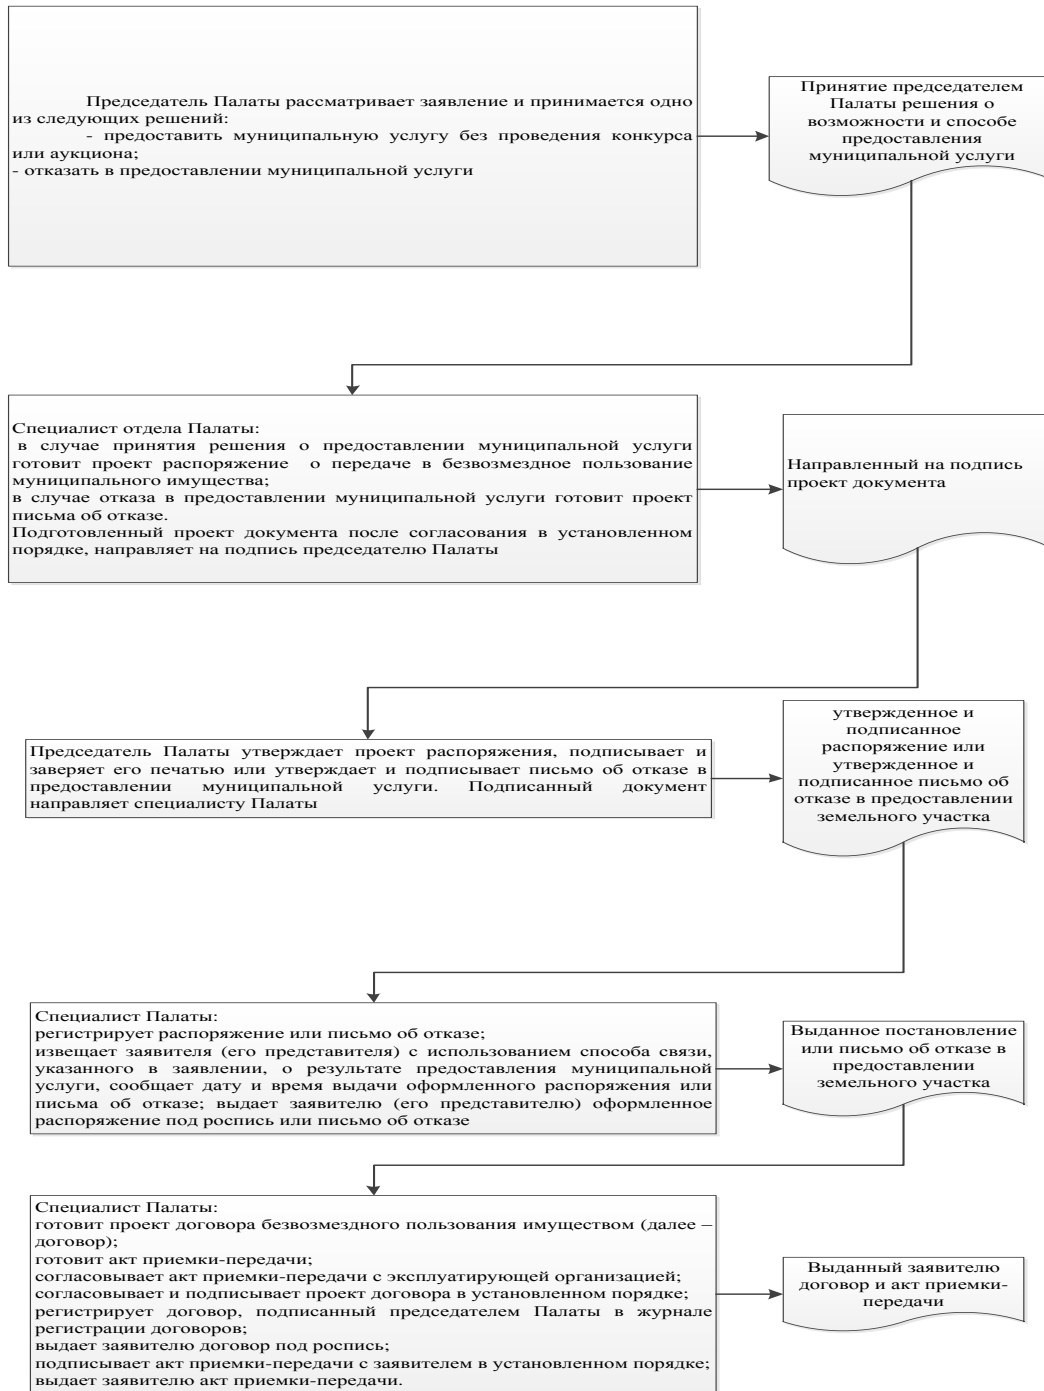 Председатель Палаты рассматривает заявление и принимается одно
из следующих решений:
- предоставить муниципальную услугу без проведения конкурса
или аукциона;
- отказать в предоставлении муниципальной услуги
Принятие председателем
Палаты решения о
возможности и способе
предоставления
муниципальной услуги
Специалист отдела Палаты:
в случае принятия решения о предоставлении муниципальной услуги
готовит проект распоряжение о передаче в безвозмездное пользование
муниципального имущества;
в случае отказа в предоставлении муниципальной услуги готовит проект
письма об отказе.
Подготовленный проект документа после согласования в установленном
порядке, направляет на подпись председателю Палаты
Направленный на подпись
проект документа
Председатель Палаты утверждает проект распоряжения, подписывает и
заверяет его печатью или утверждает и подписывает письмо об отказе в
предоставлении муниципальной услуги. Подписанный документ
направляет специалисту Палаты
утвержденное и
подписанное
распоряжение или
утвержденное и
подписанное письмо об
отказе в предоставлении
земельного участка
Специалист Палаты:
регистрирует распоряжение или письмо об отказе;
извещает заявителя (его представителя) с использованием способа связи,
указанного в заявлении, о результате предоставления муниципальной
услуги, сообщает дату и время выдачи оформленного распоряжения или
письма об отказе; выдает заявителю (его представителю) оформленное
распоряжение под роспись или письмо об отказе
Выданное постановление
или письмо об отказе в
предоставлении
земельного участка
Специалист Палаты:
готовит проект договора безвозмездного пользования имуществом (далее –
договор);
готовит акт приемки-передачи;
согласовывает акт приемки-передачи с эксплуатирующей организацией;
согласовывает и подписывает проект договора в установленном порядке;
регистрирует договор, подписанный председателем Палаты в журнале
регистрации договоров;
выдает заявителю договор под роспись;
подписывает акт приемки-передачи с заявителем в установленном порядке;
выдает заявителю акт приемки-передачи.
Выданный заявителю
договор и акт приемки-
передачи